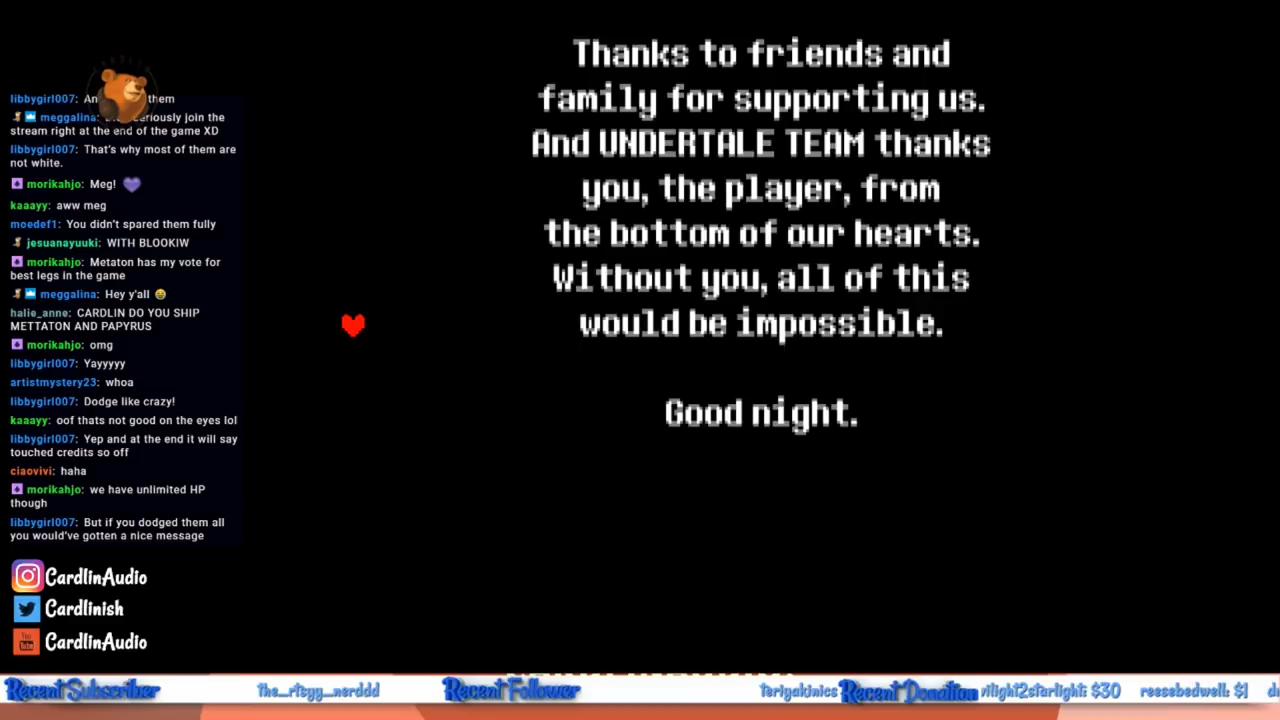 libbygirl007: An them
meggalina: eriously join the
stream right at the end of the game XD
libbygirl007: That's why most of them are
not white.
morikahjo: Meg!
kaaayy: aww meg
moedef1: You didn't spared them fully
jesuanayuuki: WITH BLOOKIW
morikahjo: Metaton has my vote for
best legs in the game
meggalina: Hey y'all
halie_anne: CARDLIN DO YOU SHIP
METTATON AND PAPYRUS
morikahjo: omg
libbygirl007: Yayyyyy
artistmystery23: whoa
libbygirl007: Dodge like crazy!
kaaayy: oof thats not good on the eyes lol
libbygirl007: Yep and at the end it will say
touched credits so off
ciaovivi: haha
morikahjo: we have unlimited HP
though
libbygirl007: But if you dodged them all
you would've gotten a nice message
Thanks to friends and
family for supporting us.
And UNDERTALE TEAM thanks
you, the player, from
the bottom of our hearts.
Without you, all of this
would be impossible.
Good night.
CardlinAudio
Cardlinish
CardlinAudio
Recent Subscriber the_rtsyy_nerddd Recent Follower teriyakinics Recent Donation light2starlight: $30 reesebedwell: $1